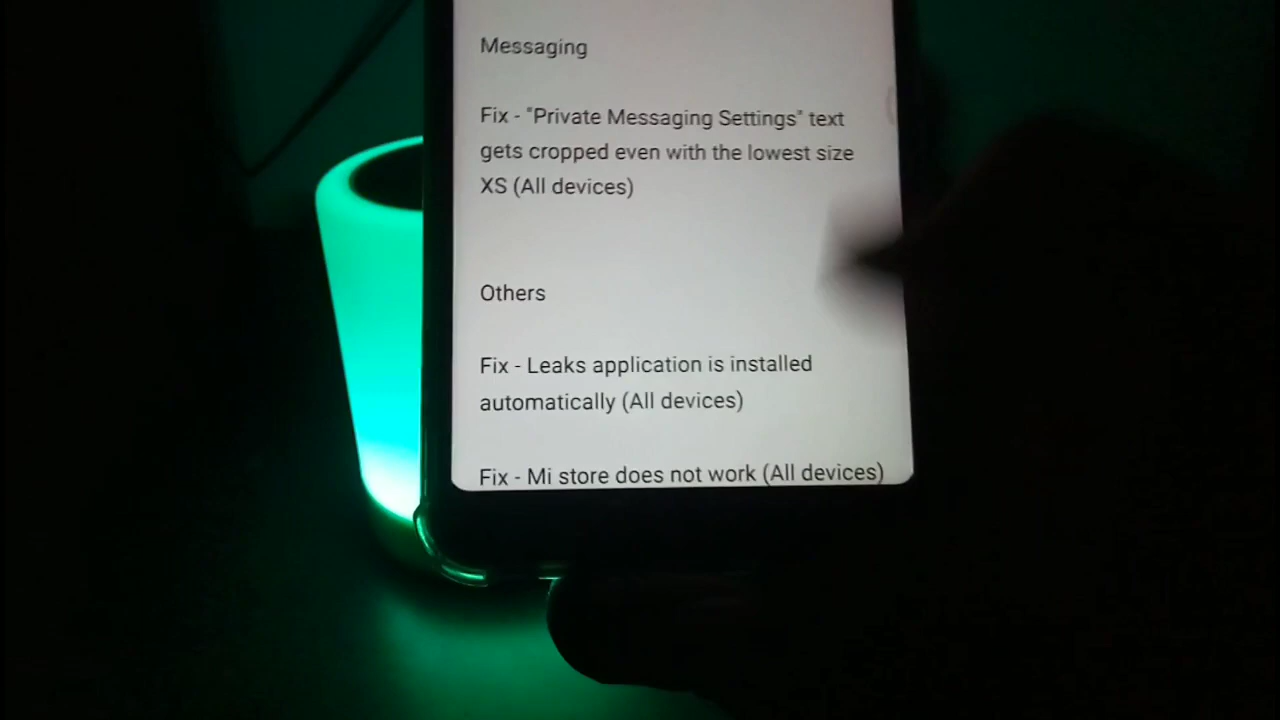 Messaging
Fix - "Private Messaging Settings" text
gets cropped even with the lowest size
XS (All devices)
Others
Fix - Leaks application is installed
automatically (All devices)
Fix - Mi store does not work (All devices)